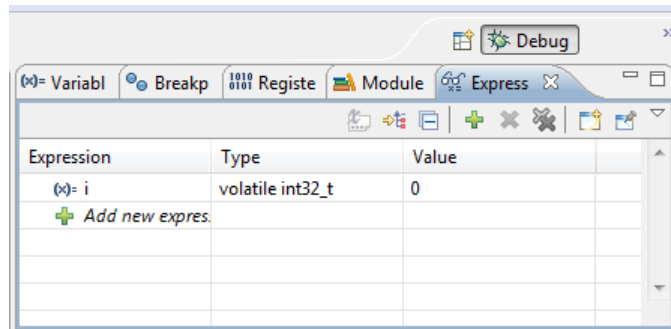 Debug
(x)= Variabl Breakp 1010 0101 Registe Module Express
Expression Type Value
(x)= i volatile int32_t 0
Add new expres.